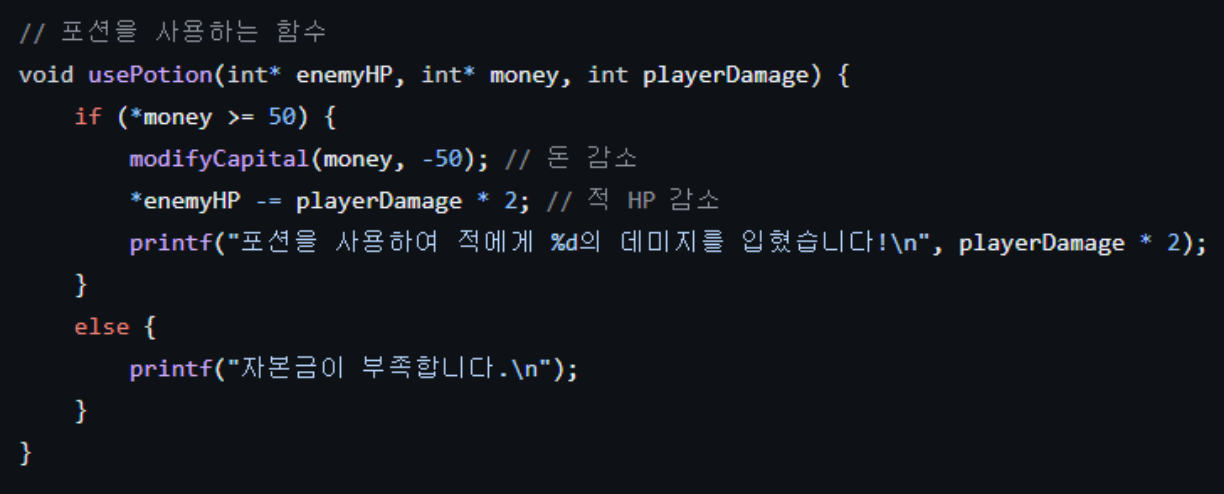 // 포션을 사용하는 함수
void usePotion(int* enemyHP, int* money, int playerDamage) {
    if (*money >= 50) {
        modifyCapital(money, -50); // 돈 감소
        *enemyHP -= playerDamage * 2; // 적 HP 감소
        printf("포션을 사용하여 적에게 %d의 데미지를 입혔습니다!\n", playerDamage * 2);
    }
    else {
        printf("자본금이 부족합니다.\n");
    }
}